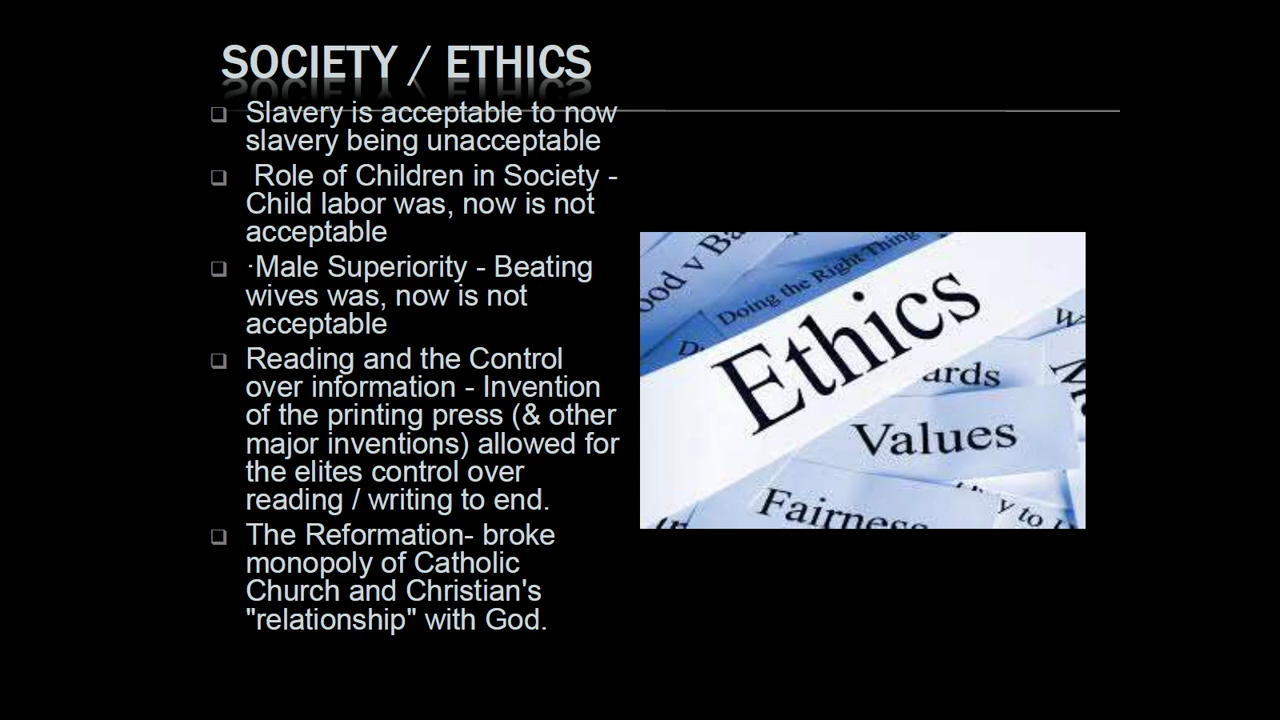 SOCIETY / ETHICS
Slavery is acceptable to now
slavery being unacceptable
Role of Children in Society -
Child labor was, now is not
acceptable
·Male Superiority - Beating
wives was, now is not
acceptable
Reading and the Control
over information - Invention
of the printing press (& other
major inventions) allowed for
the elites control over
reading / writing to end.
The Reformation- broke
monopoly of Catholic
Church and Christian's
"relationship" with God.
Doing the Right Thing
Ethics
Values
Fairness